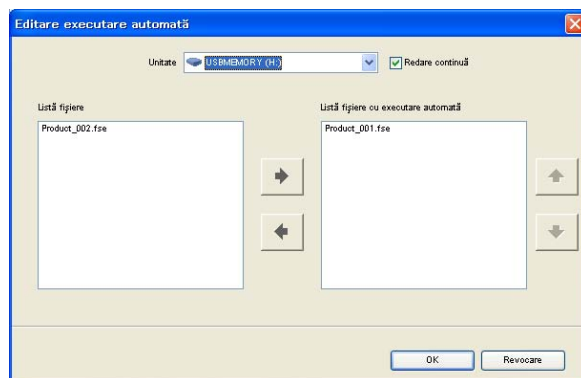 Editare executare automată
Unitate USBMEMORY (H:) Redare continuă
Listă fişiere Listă fişiere cu executare automată
Product_002.fse Product_001.fse
OK Revocare